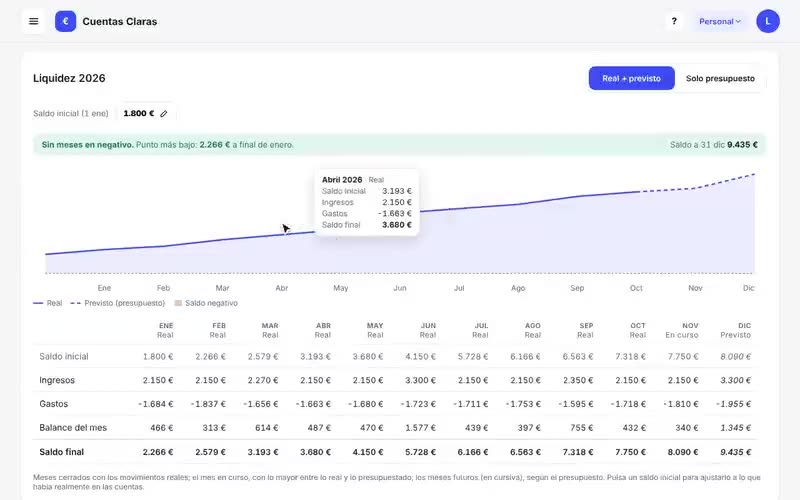 € Cuentas Claras
? Personal L
Liquidez 2026
Real + previsto Solo presupuesto
Saldo inicial (1 ene) 1.800 €
Sin meses en negativo. Punto más bajo: 2.266 € a final de enero. Saldo a 31 dic 9.435 €
Abril 2026 · Real
Saldo inicial 3.193 €
Ingresos 2.150 €
Gastos -1.663 €
Saldo final 3.680 €
Ene Feb Mar Abr May Jun Jul Ago Sep Oct Nov Dic
Real Previsto (presupuesto) Saldo negativo
ENE FEB MAR ABR MAY JUN JUL AGO SEP OCT NOV DIC
Real Real Real Real Real Real Real Real Real Real En curso Previsto
Saldo inicial 1.800 € 2.266 € 2.579 € 3.193 € 3.680 € 4.150 € 5.728 € 6.166 € 6.563 € 7.318 € 7.750 € 8.090 €
Ingresos 2.150 € 2.150 € 2.270 € 2.150 € 2.150 € 3.300 € 2.150 € 2.150 € 2.350 € 2.150 € 2.150 € 3.300 €
Gastos -1.684 € -1.837 € -1.656 € -1.663 € -1.680 € -1.723 € -1.711 € -1.753 € -1.595 € -1.718 € -1.810 € -1.955 €
Balance del mes 466 € 313 € 614 € 487 € 470 € 1.577 € 439 € 397 € 755 € 432 € 340 € 1.345 €
Saldo final 2.266 € 2.579 € 3.193 € 3.680 € 4.150 € 5.728 € 6.166 € 6.563 € 7.318 € 7.750 € 8.090 € 9.435 €
Meses cerrados con los movimientos reales; el mes en curso, con lo mayor entre lo real y lo presupuestado; los meses futuros (en cursiva), según el presupuesto. Pulsa un saldo inicial para ajustarlo a lo que
había realmente en las cuentas.